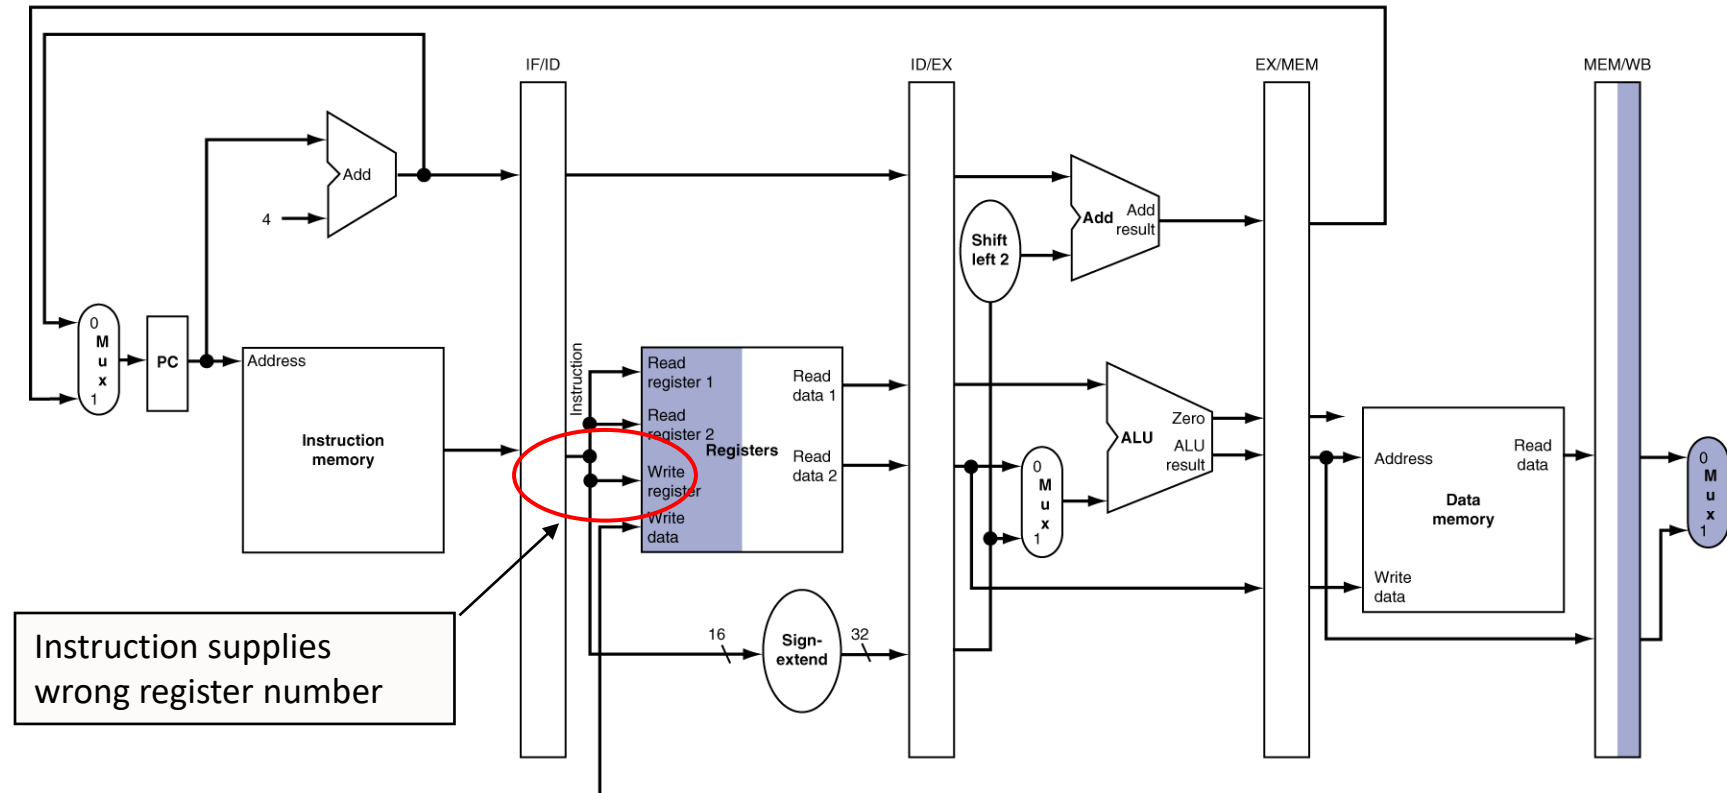 IF/ID
ID/EX
EX/MEM
MEM/WB
Add
4
Add
Add
result
Shift
left 2
0
M
u
x
1
PC
Address
Instruction
memory
Instruction
Read
register 1
Read
register 2
Write
register
Write
data
Registers
Read
data 1
Read
data 2
Zero
ALU
ALU
result
0
M
u
x
1
Address
Read
data
Data
memory
Write
data
0
M
u
x
1
16
Sign-
extend
32
Instruction supplies
wrong register number